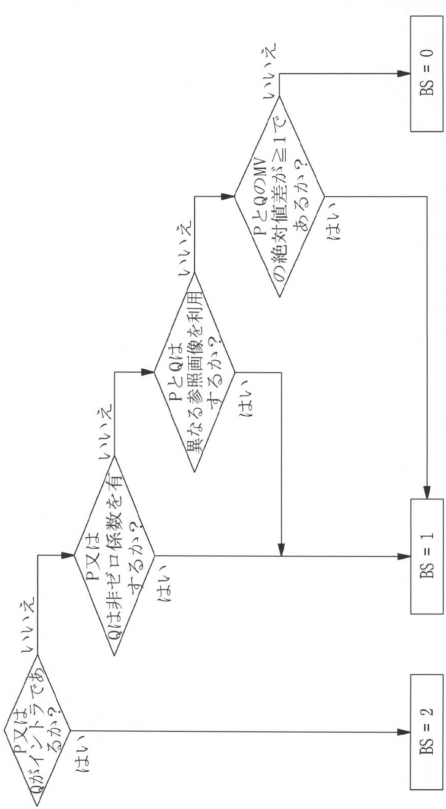 P又は
Qがイントラであ
るか?
いいえ
はい
P又は
Qは非ゼロ係数を有
するか?
いいえ
はい
PとQは
異なる参照画像を利用
するか?
いいえ
はい
PとQのMV
の絶対値差が≧1で
あるか?
いいえ
はい
BS = 2
BS = 1
BS = 0